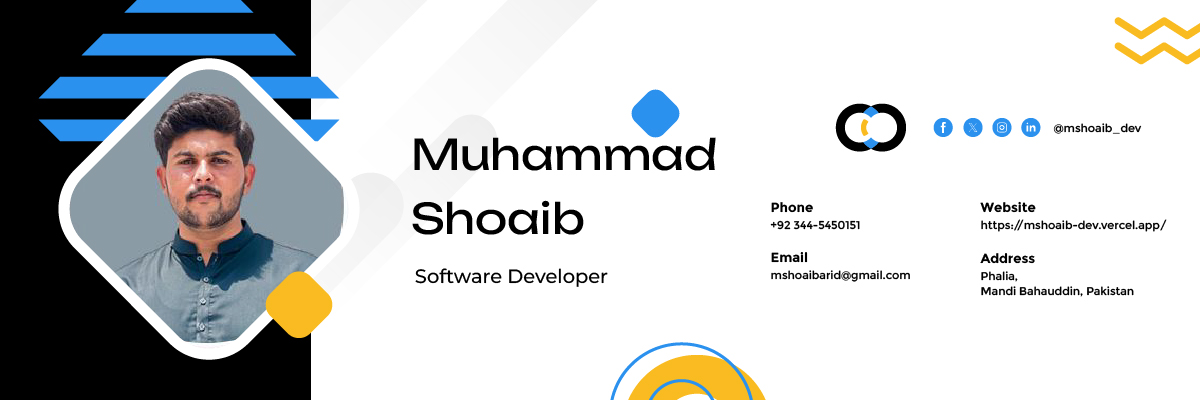 Muhammad
Shoaib
Software Developer
@mshoaib_dev
Phone
+92 344-5450151
Email
mshoaibarid@gmail.com
Website
https://mshoaib-dev.vercel.app/
Address
Phalia,
Mandi Bahauddin, Pakistan